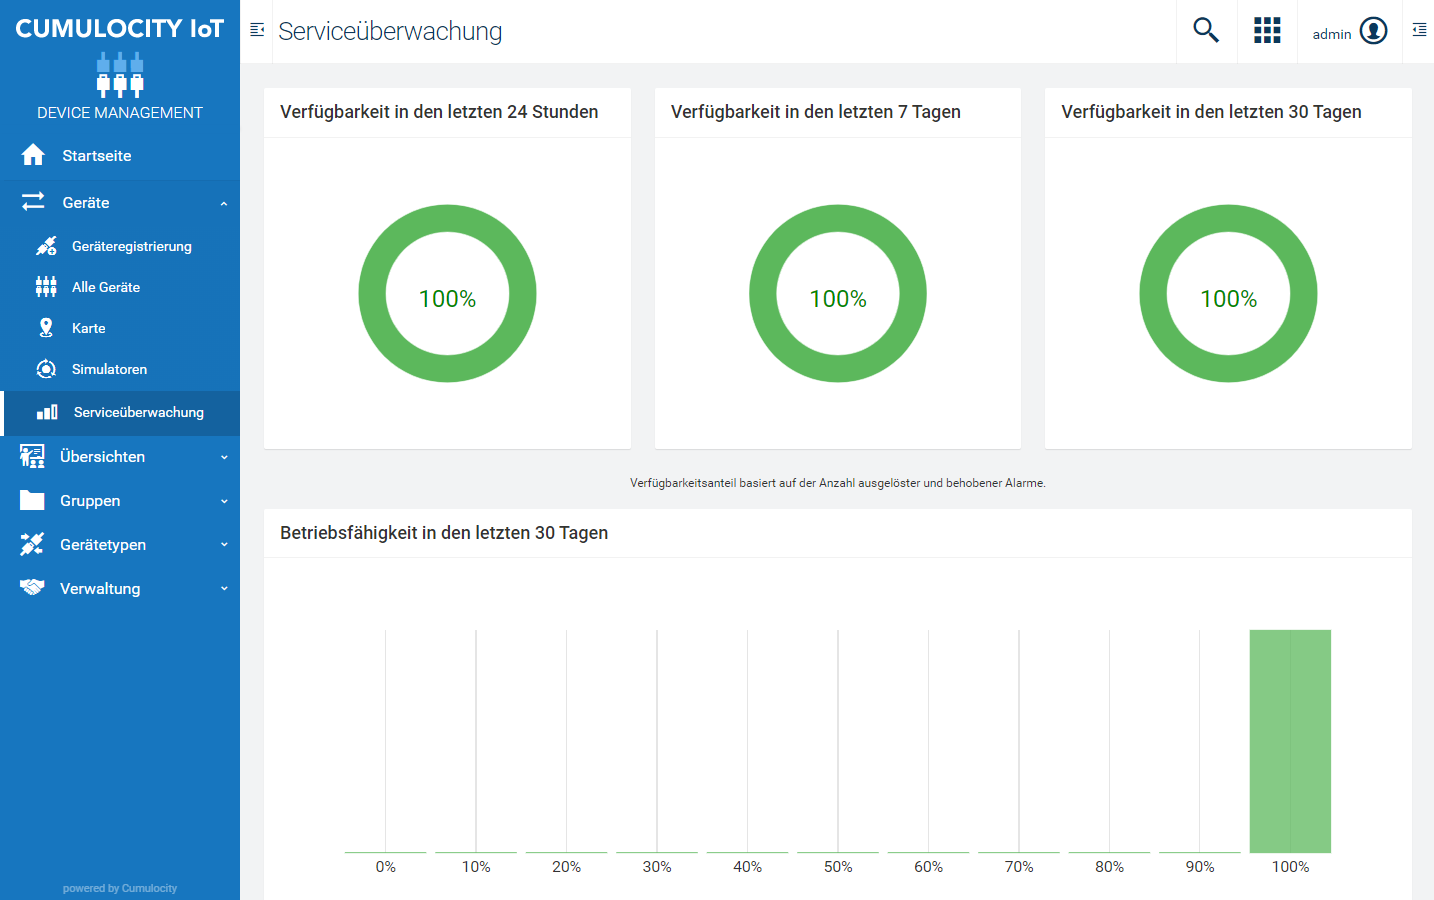 CUMULOCITY IoT
DEVICE MANAGEMENT
Startseite
Geräte
Geräteregistrierung
Alle Geräte
Karte
Simulatoren
Serviceüberwachung
Übersichten
Gruppen
Gerätetypen
Verwaltung
powered by Cumulocity
Serviceüberwachung
admin
Verfügbarkeit in den letzten 24 Stunden
100%
Verfügbarkeit in den letzten 7 Tagen
100%
Verfügbarkeit in den letzten 30 Tagen
100%
Verfügbarkeitsanteil basiert auf der Anzahl ausgelöster und behobener Alarme.
Betriebsfähigkeit in den letzten 30 Tagen
0% 10% 20% 30% 40% 50% 60% 70% 80% 90% 100%